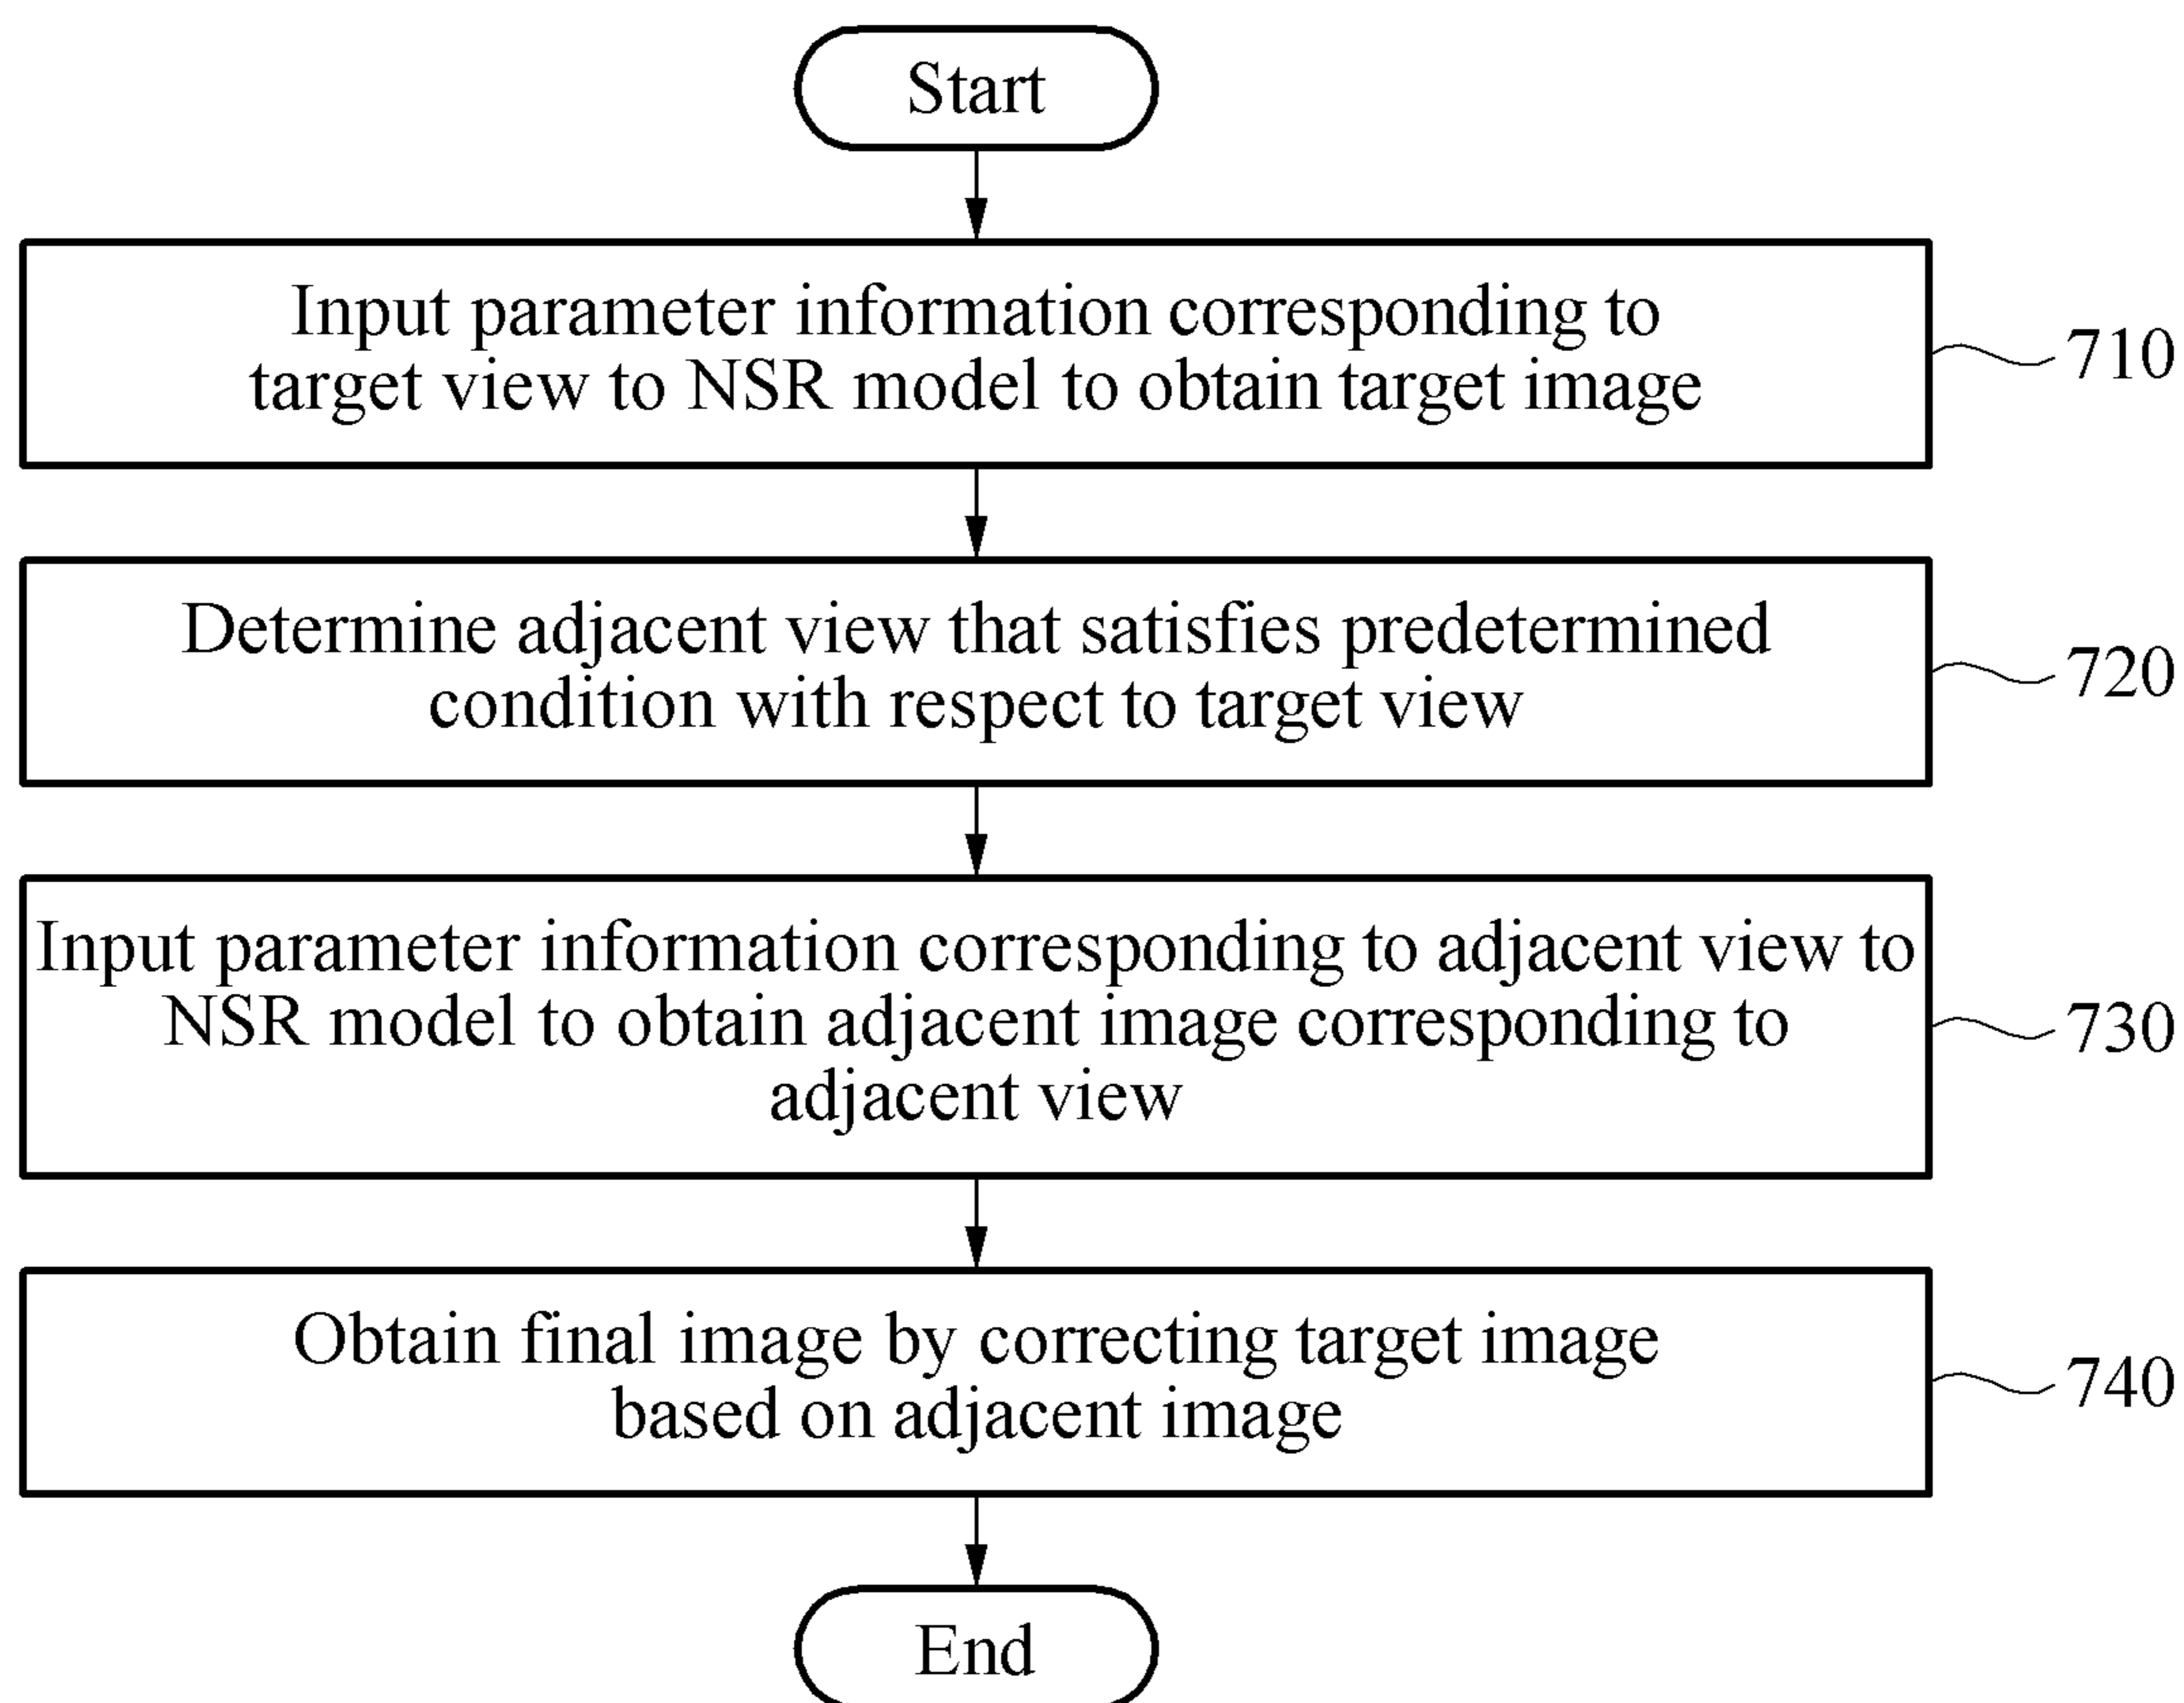 Start
Input parameter information corresponding to
target view to NSR model to obtain target image
710
Determine adjacent view that satisfies predetermined
condition with respect to target view
720
Input parameter information corresponding to adjacent view to
NSR model to obtain adjacent image corresponding to
adjacent view
730
Obtain final image by correcting target image
based on adjacent image
740
End